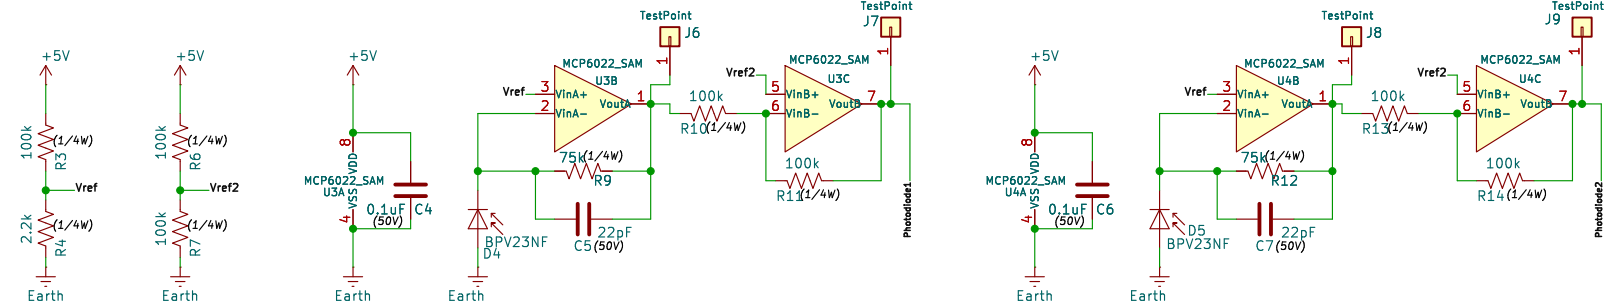 +5V
100k
(1/4W)
R3
Vref
2.2k
(1/4W)
R4
Earth
+5V
100k
(1/4W)
R6
Vref2
100k
(1/4W)
R7
Earth
+5V
8
VDD
MCP6022_SAM
U3A
VSS
4
0.1uF
C4
(50V)
Earth
TestPoint
J6
1
MCP6022_SAM
U3B
Vref
3
VinA+
2
VinA-
VoutA
1
75k
(1/4W)
R9
22pF
C5
(50V)
BPV23NF
D4
Earth
100k
R10
(1/4W)
TestPoint
J7
1
MCP6022_SAM
U3C
Vref2
5
VinB+
6
VinB-
VoutB
7
100k
R11
(1/4W)
Photodiode1
+5V
8
VDD
MCP6022_SAM
U4A
VSS
4
0.1uF
C6
(50V)
Earth
TestPoint
J8
1
MCP6022_SAM
U4B
Vref
3
VinA+
2
VinA-
VoutA
1
75k
(1/4W)
R12
22pF
C7
(50V)
D5
BPV23NF
Earth
100k
R13
(1/4W)
TestPoint
J9
1
MCP6022_SAM
U4C
Vref2
5
VinB+
6
VinB-
VoutB
7
100k
R14
(1/4W)
Photodiode2